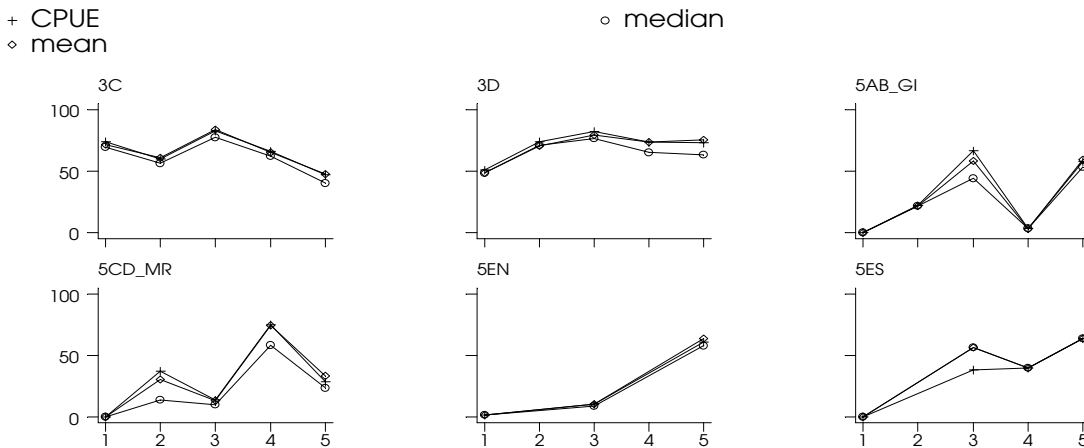 + CPUE
◇ mean
○ median
3C
3D
5AB_GI
100
50
0
5CD_MR
5EN
5ES
100
50
0
1 2 3 4 5
1 2 3 4 5
1 2 3 4 5